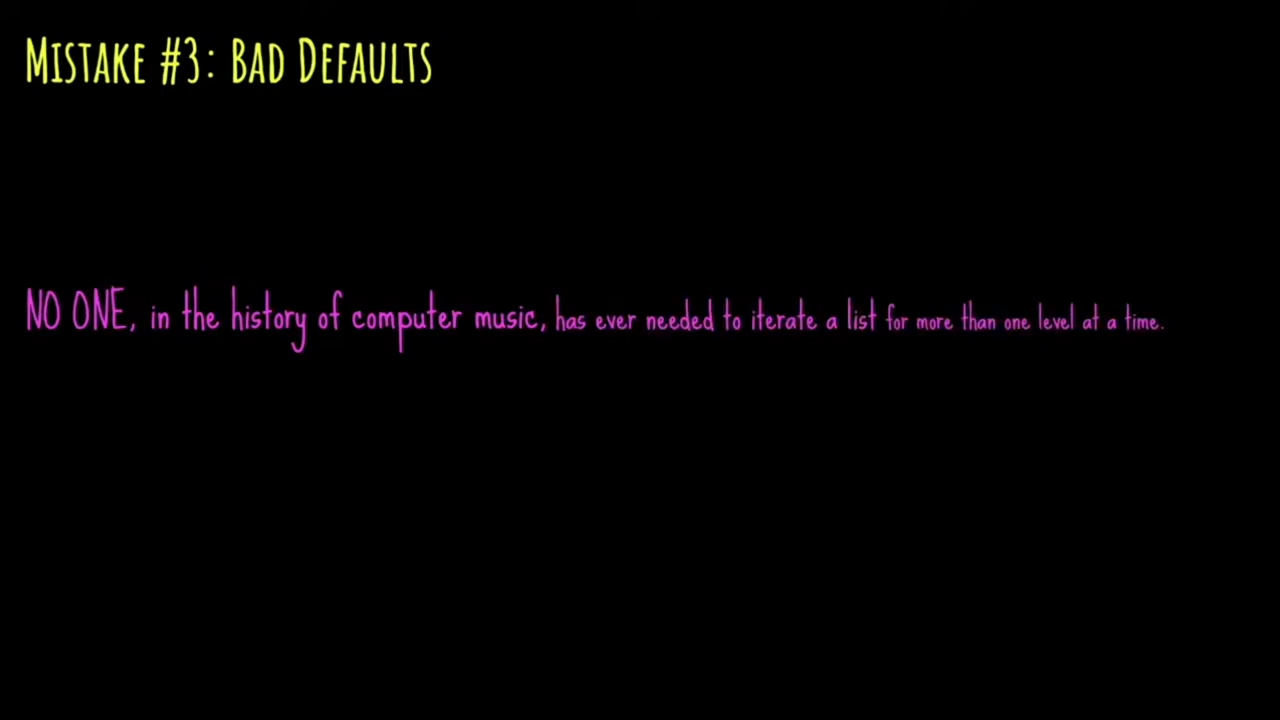 Mistake #3: Bad Defaults
NO ONE, in the history of computer music, has ever needed to iterate a list for more than one level at a time.